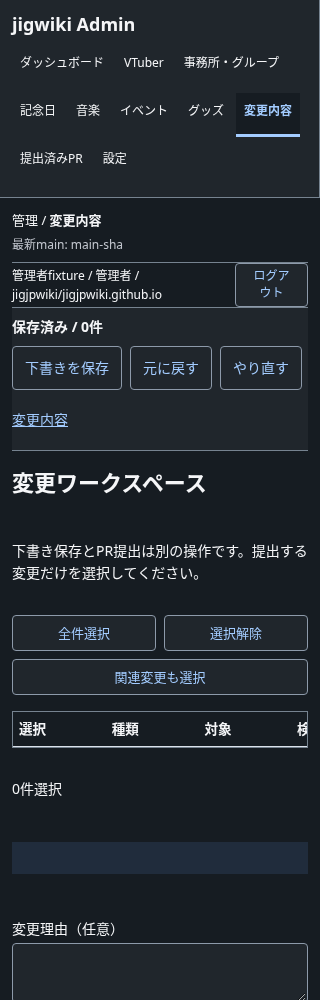 jigwiki Admin
ダッシュボード VTuber 事務所・グループ
記念日 音楽 イベント グッズ 変更内容
提出済みPR 設定
管理 / 変更内容
最新main: main-sha
管理者fixture / 管理者 /
jigjpwiki/jigjpwiki.github.io
ログアウト
保存済み / 0件
下書きを保存 元に戻す やり直す
変更内容
変更ワークスペース
下書き保存とPR提出は別の操作です。提出する
変更だけを選択してください。
全件選択 選択解除
関連変更も選択
選択 種類 対象
0件選択
変更理由（任意）